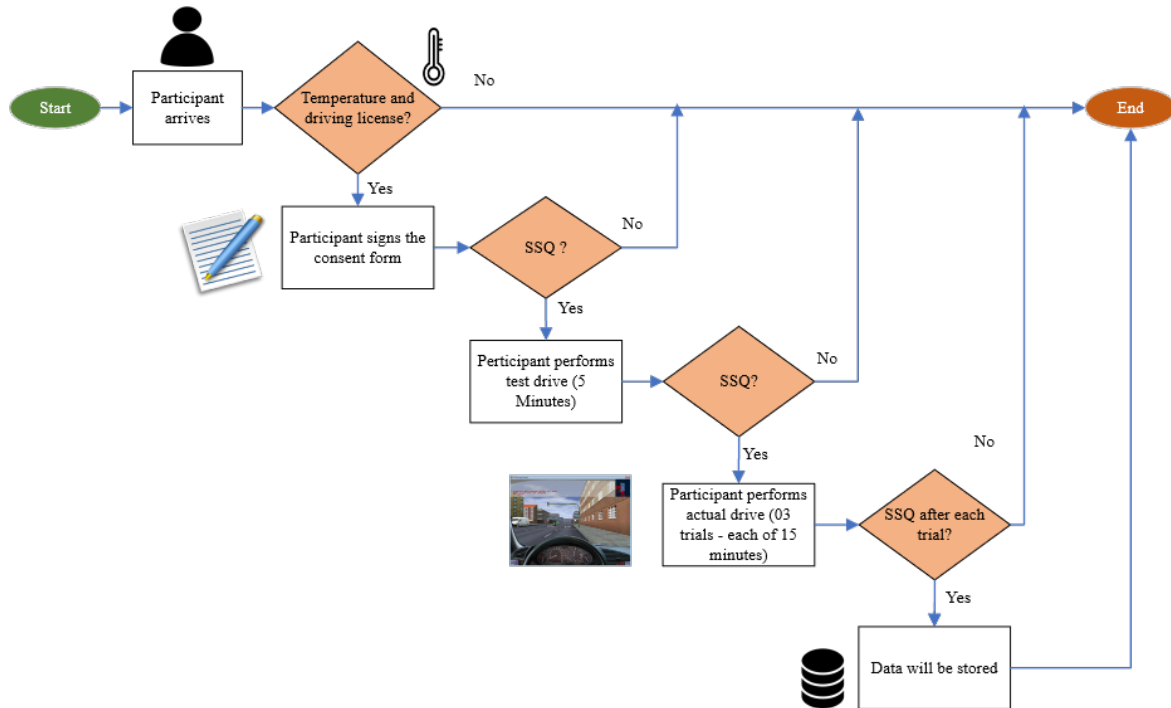 No
Start
Participant
arrives
Temperature and
driving license?
End
Yes
Participant signs the
consent form
SSQ ?
No
Yes
Perticipant performs
test drive (5
Minutes)
SSQ?
No
Yes
No
Participant performs
actual drive (03
trials - each of 15
minutes)
SSQ after each
trial?
Yes
Data will be stored